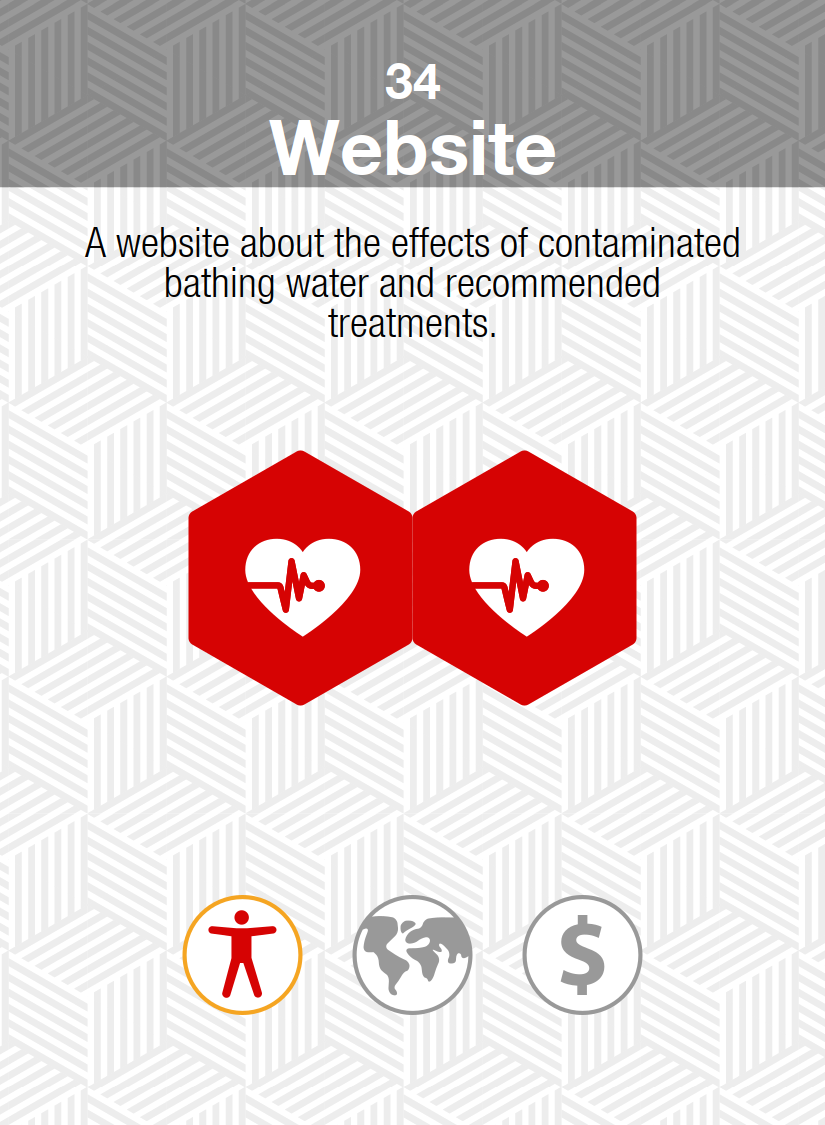 34
Website
A website about the effects of contaminated
bathing water and recommended
treatments.
$